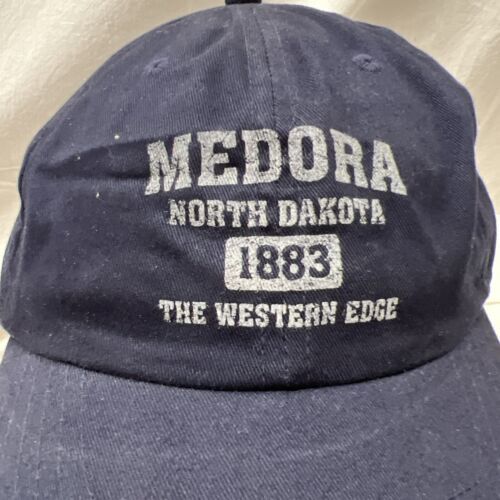 MEDORA
NORTH DAKOTA
1883
THE WESTERN EDGE